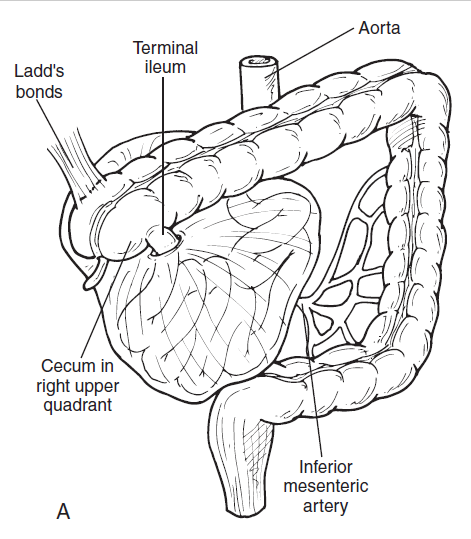 Aorta
Terminal
ileum
Ladd's
bonds
Cecum in
right upper
quadrant
Inferior
mesenteric
artery
A